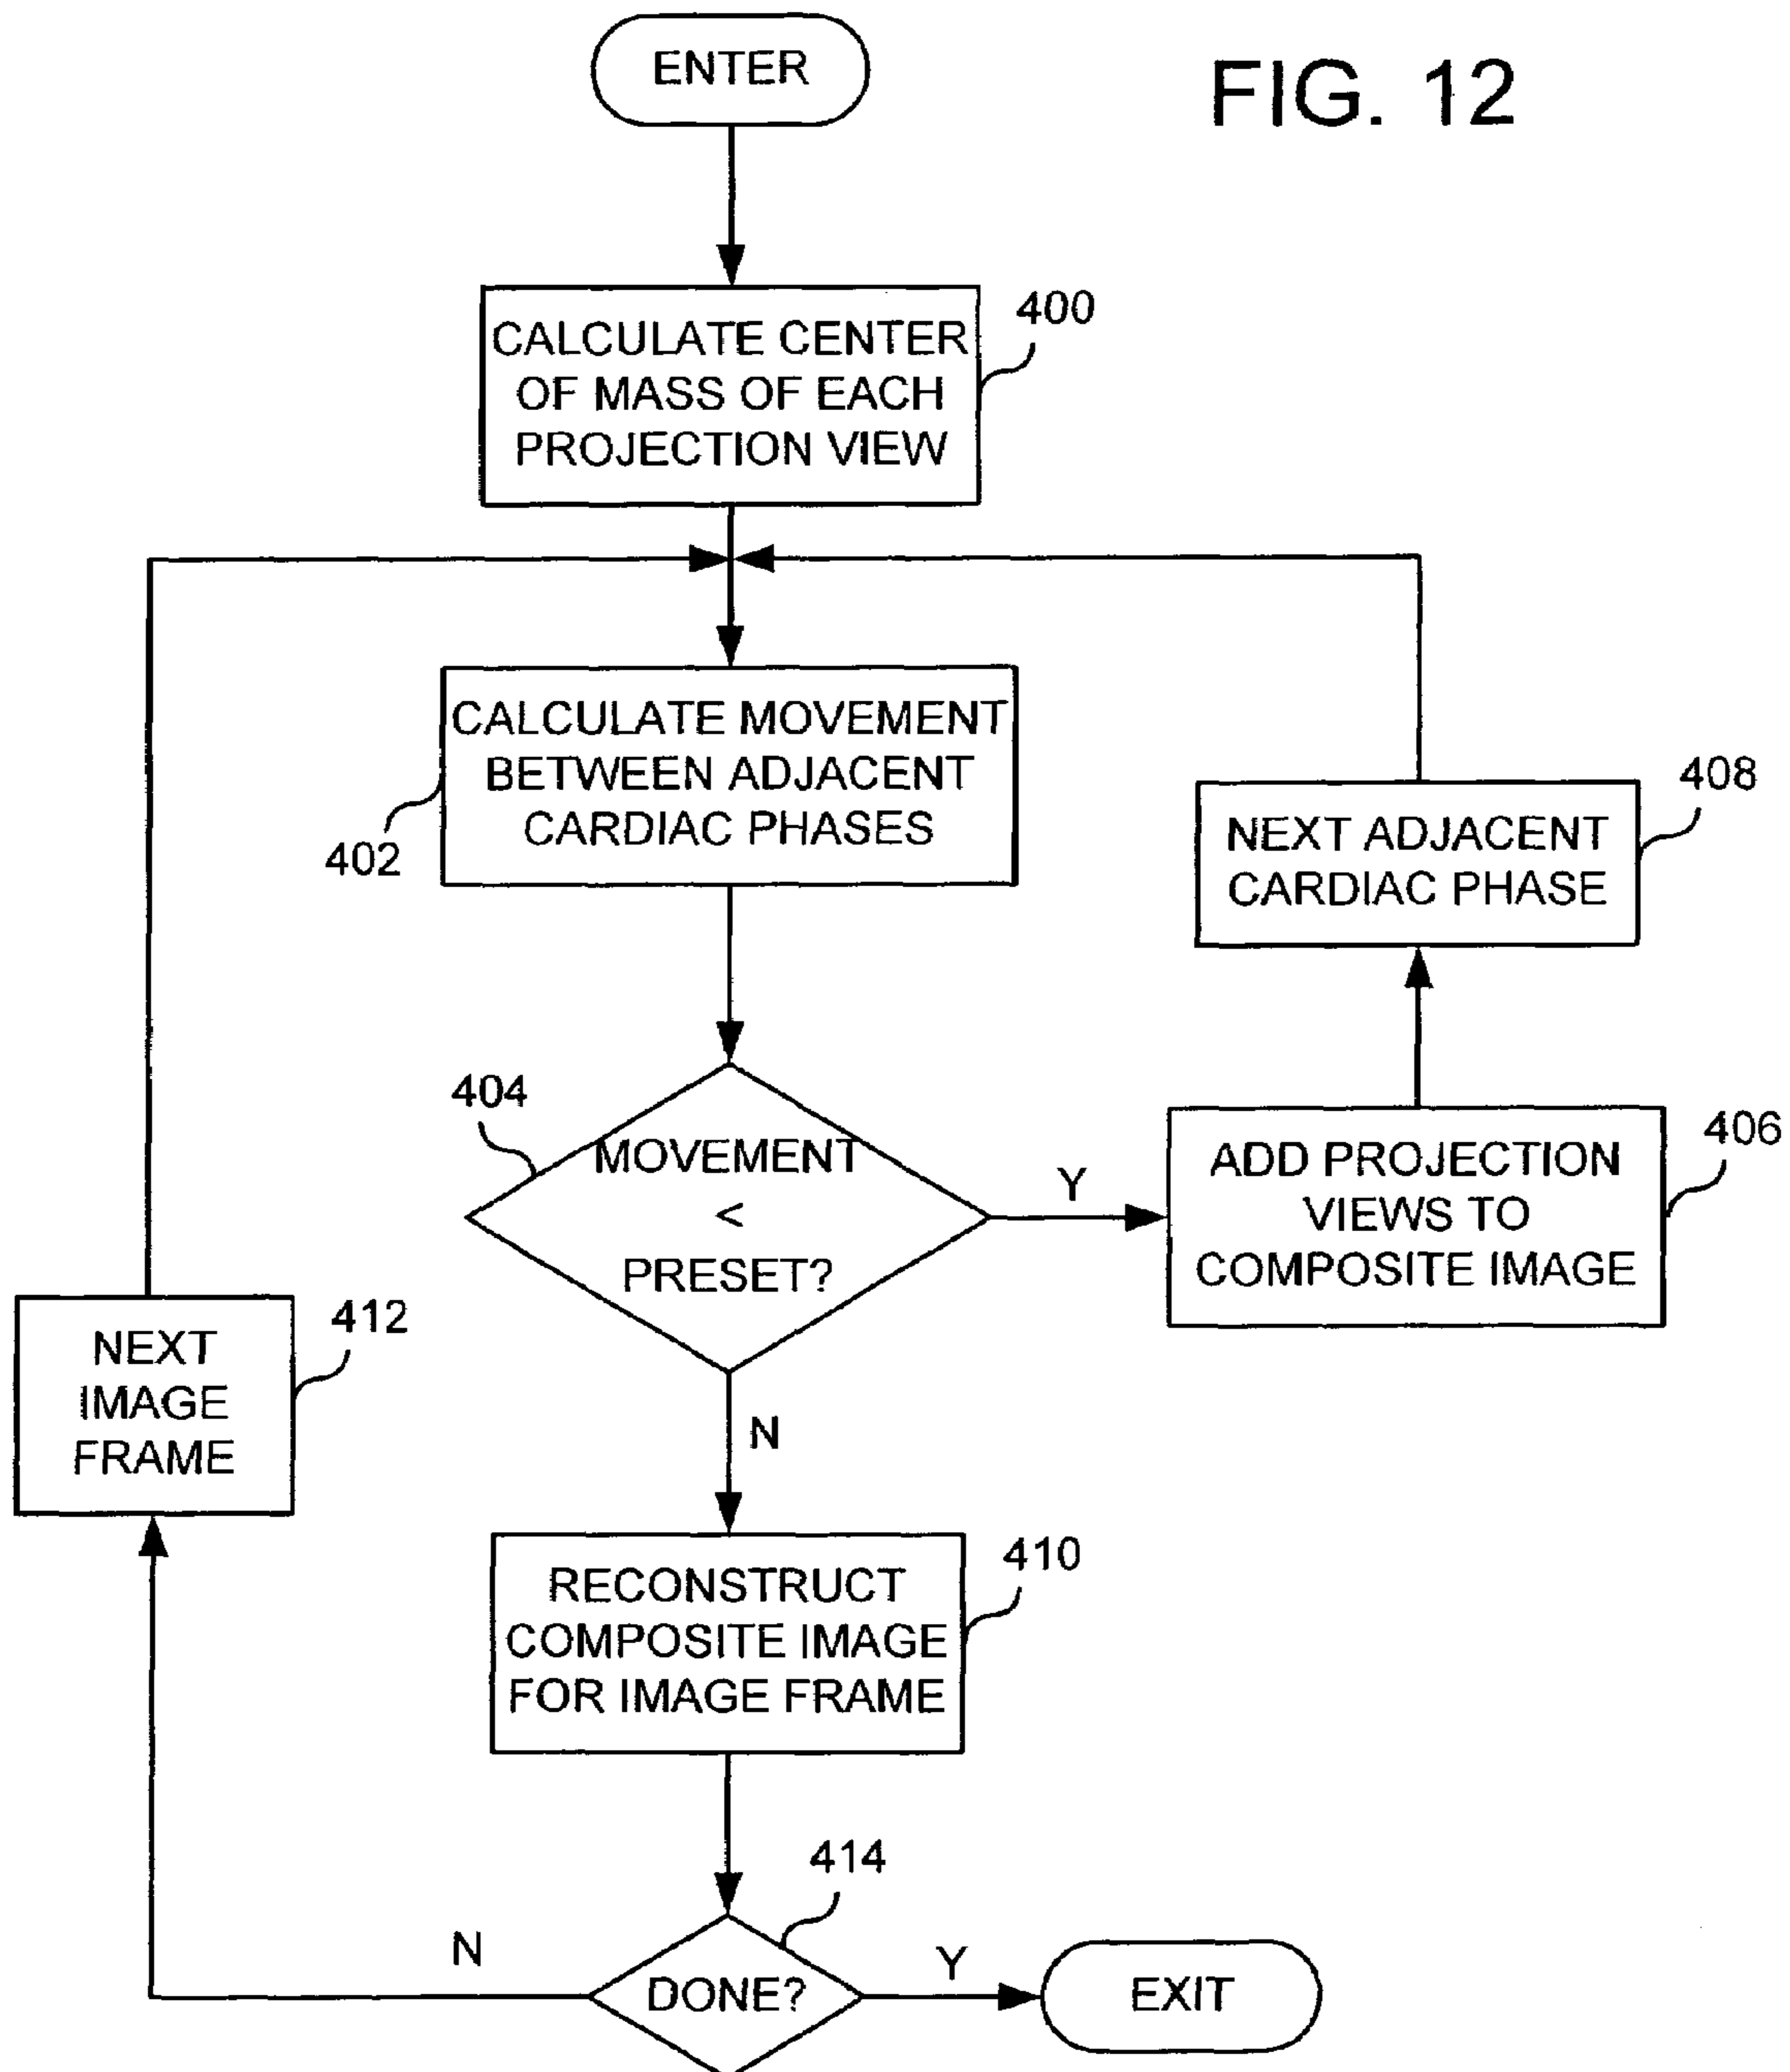 ENTER
FIG. 12
400
CALCULATE CENTER
OF MASS OF EACH
PROJECTION VIEW
CALCULATE MOVEMENT
BETWEEN ADJACENT
CARDIAC PHASES
402
408
NEXT ADJACENT
CARDIAC PHASE
404
MOVEMENT
<
PRESET?
Y
406
ADD PROJECTION
VIEWS TO
COMPOSITE IMAGE
412
NEXT
IMAGE
FRAME
N
410
RECONSTRUCT
COMPOSITE IMAGE
FOR IMAGE FRAME
414
N
DONE?
Y
EXIT